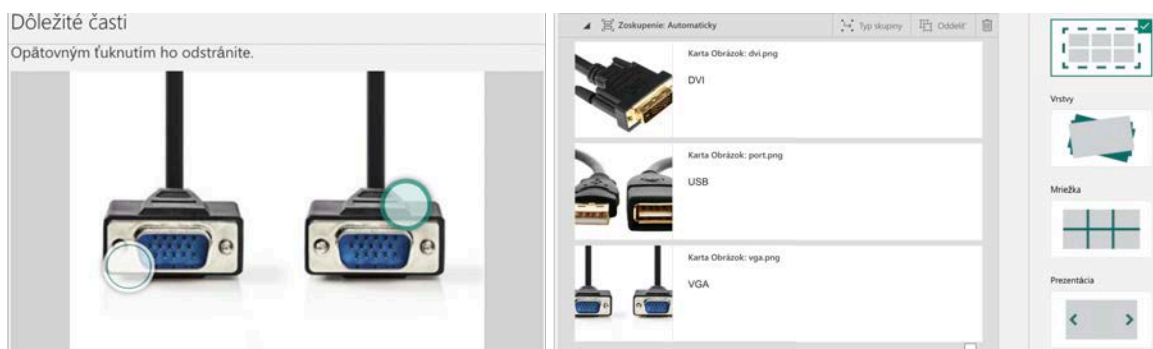 Dôležité časti
Opätovným ťuknutím ho odstránite.
Zoskupenie: Automaticky
Typ skupiny
Oddeliť
Karta Obrázok: dvi.png
DVI
Karta Obrázok: port.png
USB
Karta Obrázok: vga.png
VGA
Vrstvy
Mriežka
Prezentácia